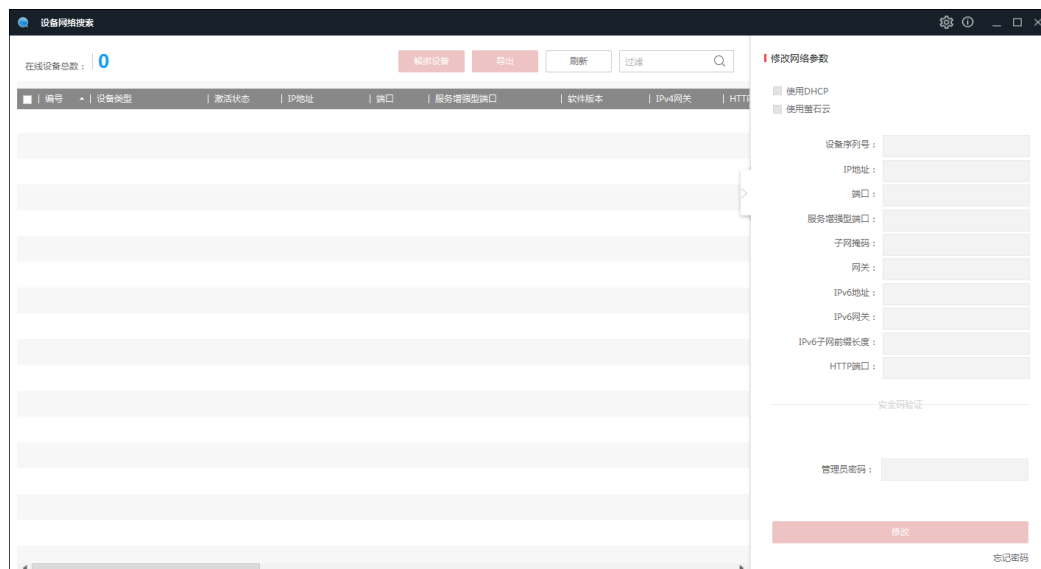 设备网络搜索
在线设备总数： 0 解绑设备 导出 刷新 过滤
编号 设备类型 激活状态 IP地址 端口 服务增强型端口 软件版本 IPv4网关 HTTP
修改网络参数
使用DHCP
使用萤石云
设备序列号：
IP地址：
端口：
服务增强型端口：
子网掩码：
网关：
IPv6地址：
IPv6网关：
IPv6子网前缀长度：
HTTP端口：
安全码验证
管理员密码：
修改
忘记密码